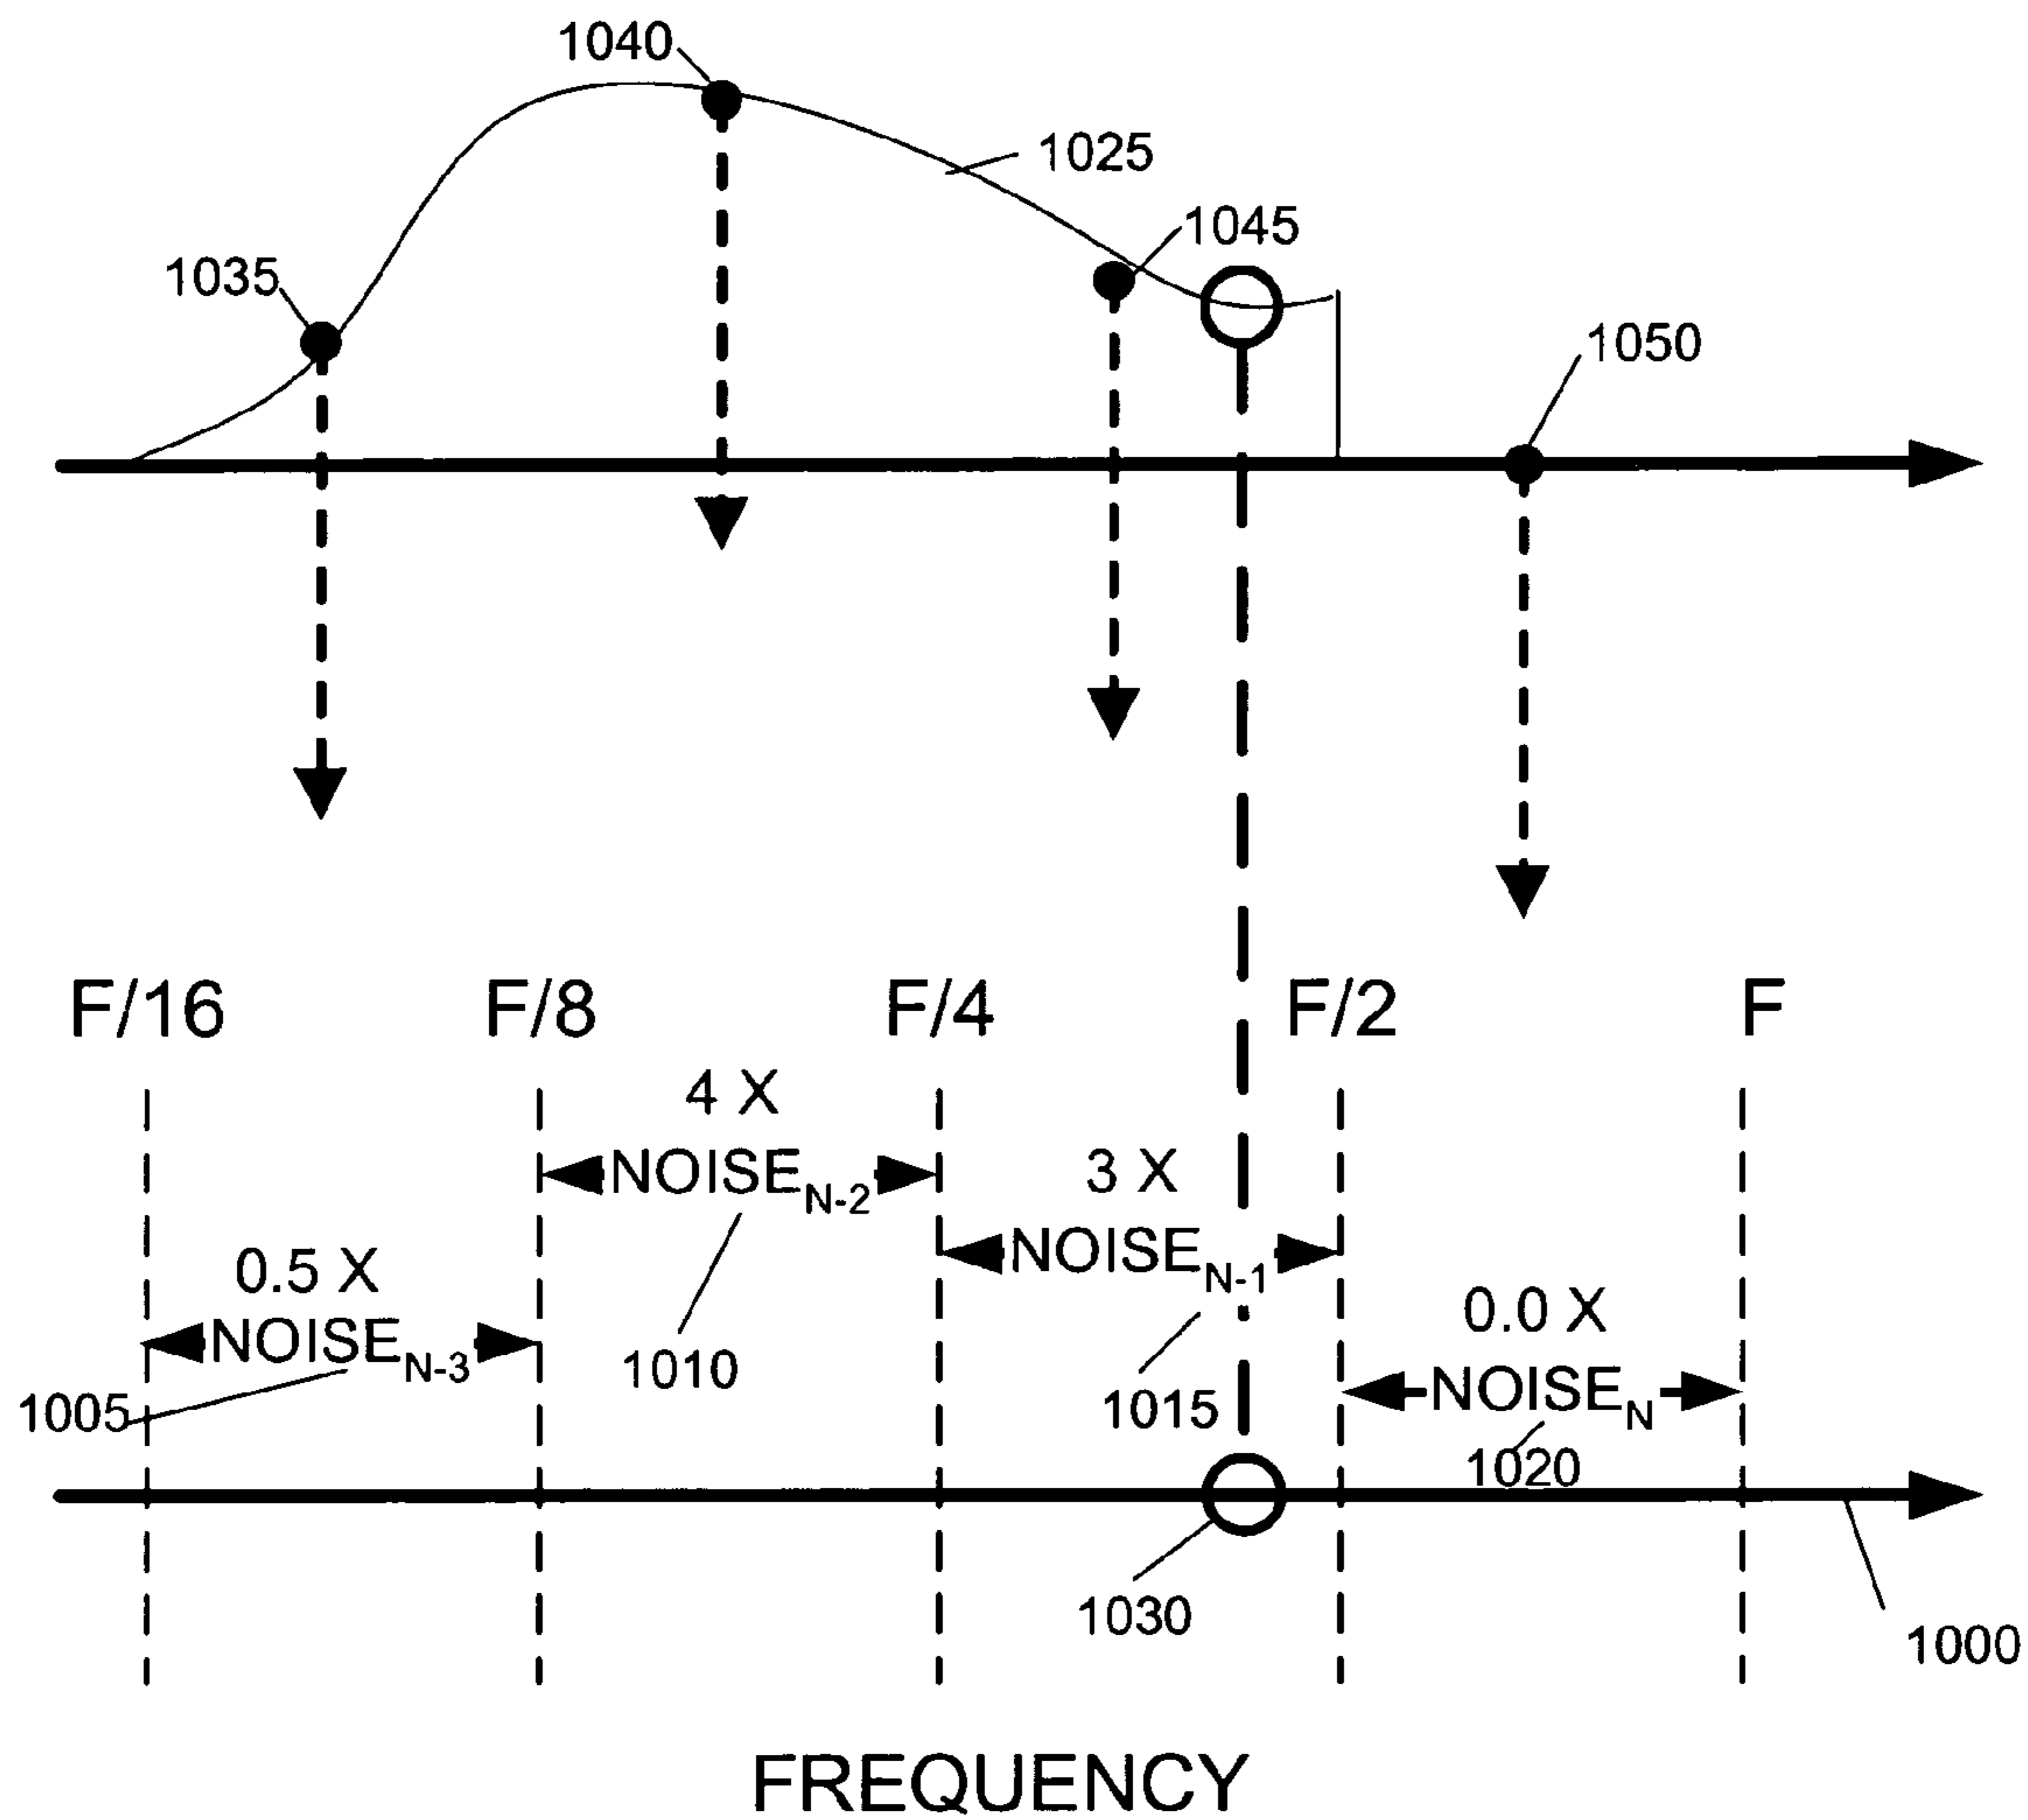 1040
1025
1045
1035
1050
F/16 F/8 F/4 F/2 F
4 X
NOISE N-2
3 X
NOISE N-1
0.5 X
NOISE N-3
0.0 X
NOISE N
1005
1010
1015
1020
1030
1000
FREQUENCY